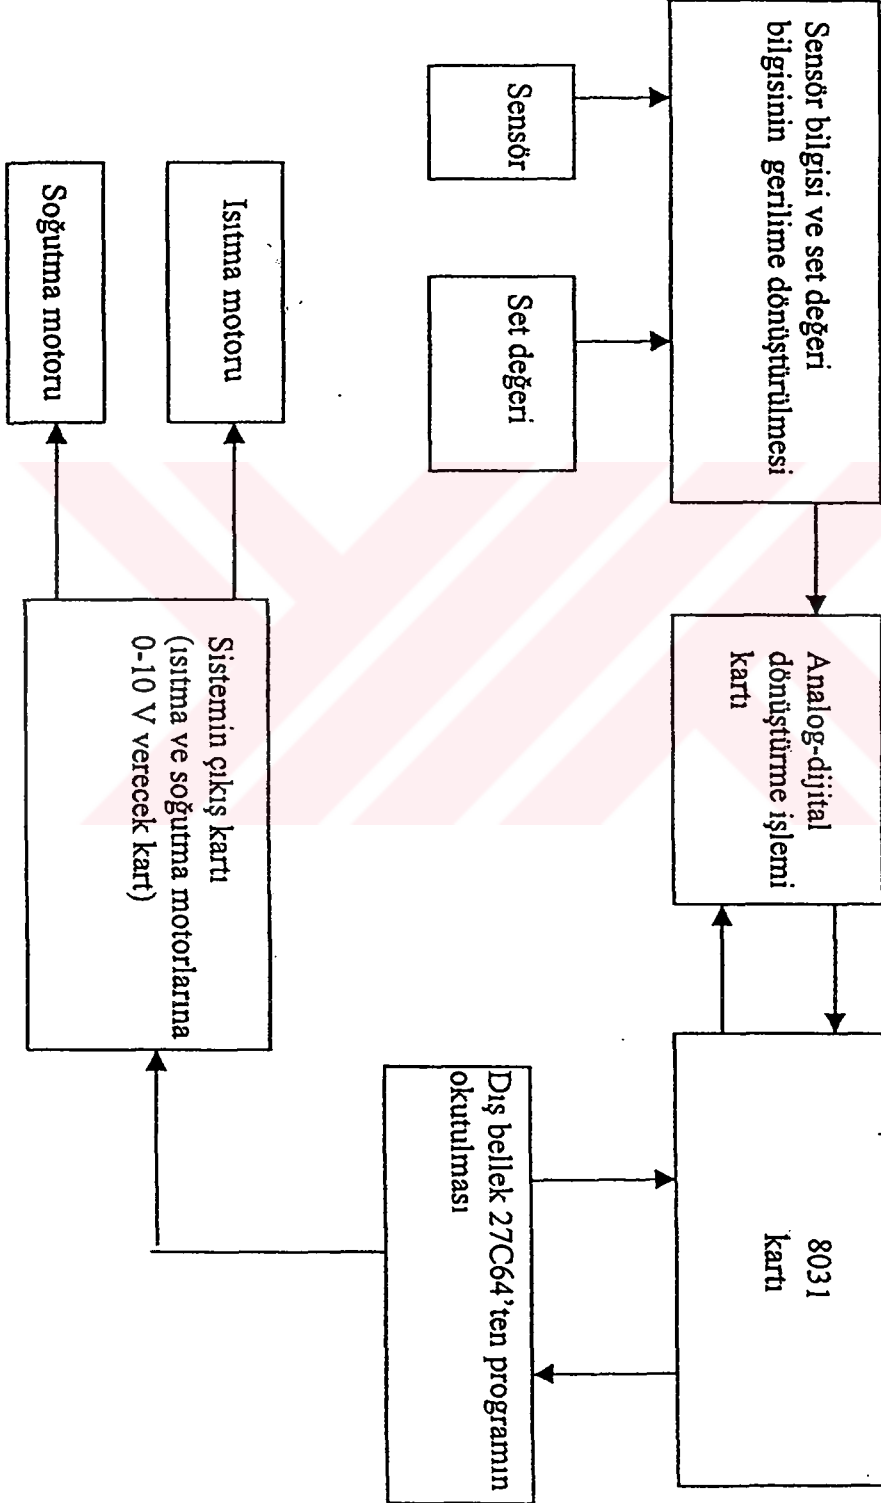 Sensör bilgisi ve set değeri
bilgisinin gerilime dönüştürülmesi
Analog-dijital
dönüştürme işlemi
kartı
8031
kartı
Sensör
Set değeri
Dış bellek 27C64'ten programın
okutulması
Isıtma motoru
Soğutma motoru
Sistemin çıkış kartı
(ısıtma ve soğutma motorlarına
0-10 V verecek kart)